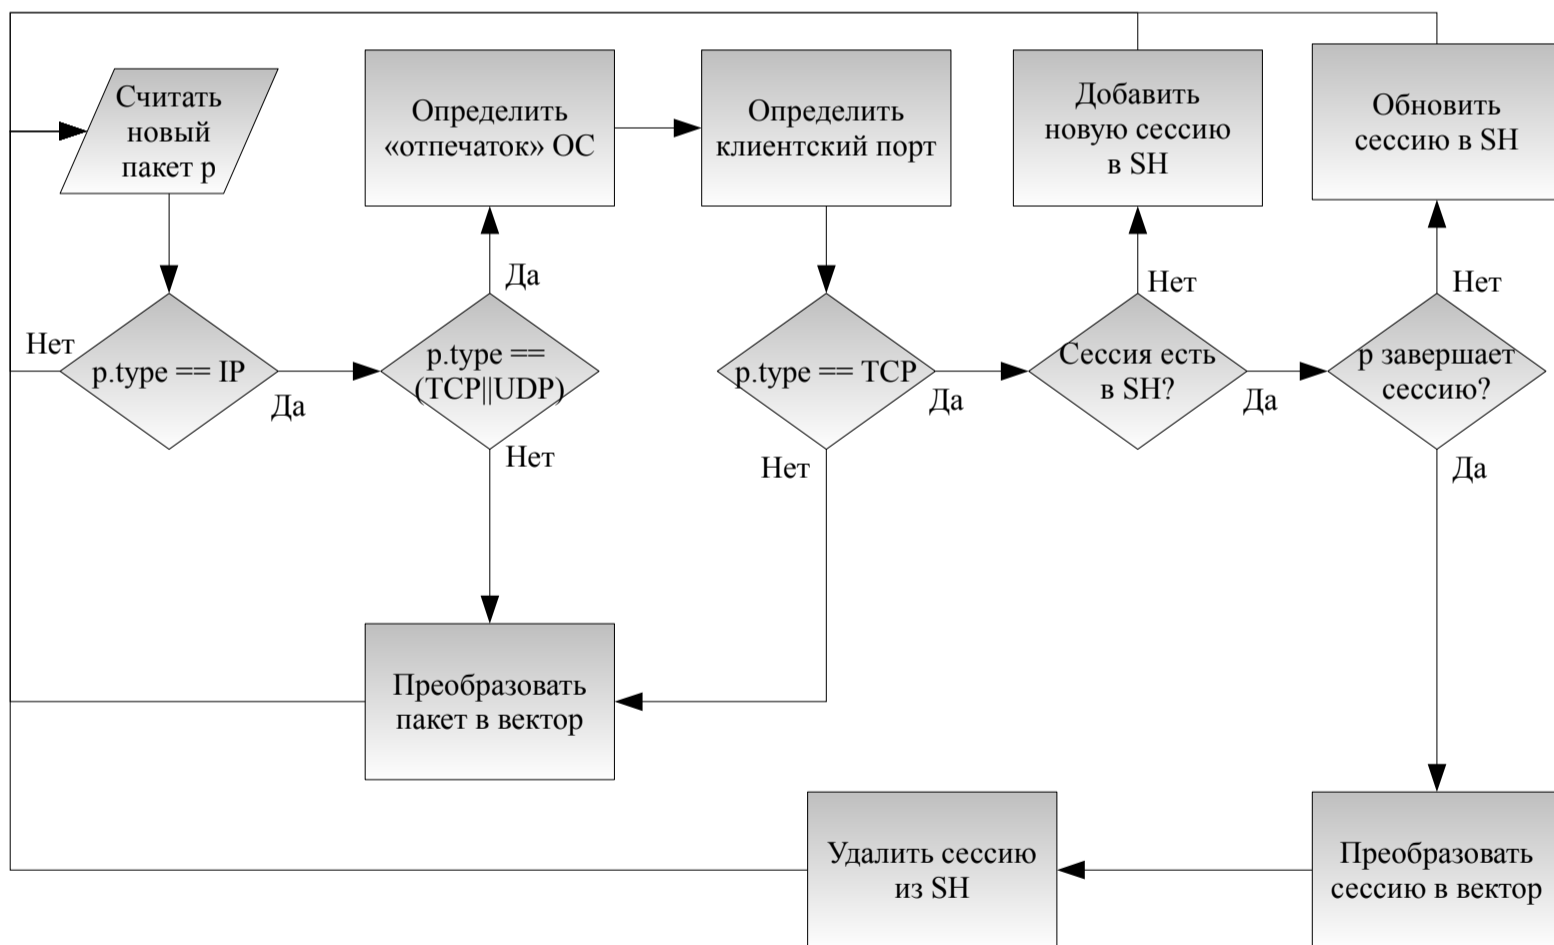 Считать
новый
пакет p
Определить
«отпечаток» ОС
Определить
клиентский порт
Добавить
новую сессию
в SH
Обновить
сессию в SH
Да
Нет
Нет
Нет
p.type == IP
Да
p.type ==
(TCP||UDP)
Нет
p.type == TCP
Да
Нет
Сессия есть
в SH?
Да
p завершает
сессию?
Да
Преобразовать
пакет в вектор
Удалить сессию
из SH
Преобразовать
сессию в вектор